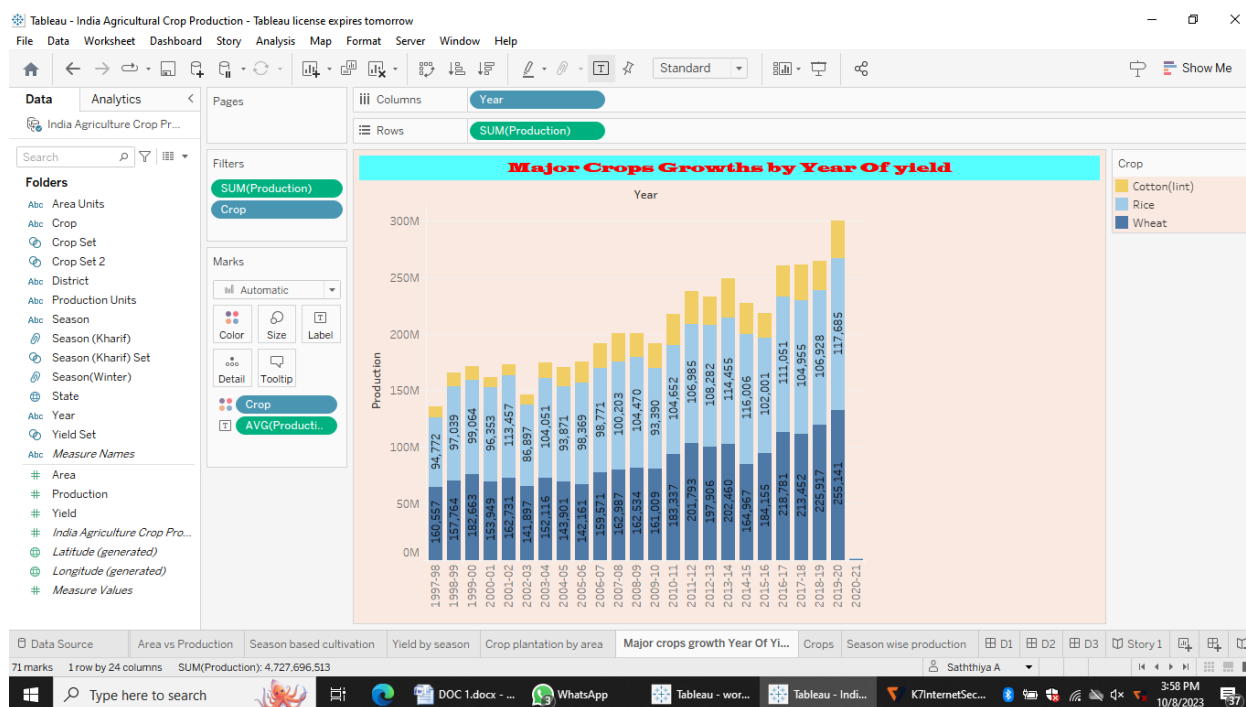 Tableau - India Agricultural Crop Production - Tableau license expires tomorrow
File Data Worksheet Dashboard Story Analysis Map Format Server Window Help
Standard
Show Me
Data Analytics
India Agriculture Crop Pr...
Search
Folders
Abc Area Units
Abc Crop
Crop Set
Crop Set 2
Abc District
Abc Production Units
Abc Season
Season (Kharif)
Season (Kharif) Set
Season(Winter)
State
Abc Year
Yield Set
Abc Measure Names
# Area
# Production
# Yield
# India Agriculture Crop Pro...
Latitude (generated)
Longitude (generated)
# Measure Values
Pages
Filters
SUM(Production)
Crop
Marks
Automatic
Color Size Label
Detail Tooltip
Crop
AVG(Producti..
Columns Year
Rows SUM(Production)
Major Crops Growths by Year Of yield
Year
Production
300M
250M
200M
150M
100M
50M
0M
94,772 97,039 99,064 96,353 113,457 86,897 104,051 93,871 98,369 98,771 100,203 104,470 93,390 104,652 106,985 108,282 114,455 116,006 102,001 111,051 104,955 106,928 117,685
160,557 157,764 182,663 153,949 162,731 141,897 152,116 143,901 142,161 159,571 162,987 162,534 161,009 183,337 201,793 197,906 202,460 164,967 184,155 218,781 213,452 225,917 255,141
1997-98 1998-99 1999-00 2000-01 2001-02 2002-03 2003-04 2004-05 2005-06 2006-07 2007-08 2008-09 2009-10 2010-11 2011-12 2012-13 2013-14 2014-15 2015-16 2016-17 2017-18 2018-19 2019-20 2020-21
Crop
Cotton(lint)
Rice
Wheat
Data Source Area vs Production Season based cultivation Yield by season Crop plantation by area Major crops growth Year Of Yi... Crops Season wise production D1 D2 D3 Story 1
71 marks 1 row by 24 columns SUM(Production): 4,727,696,513 Saththiya A
Type here to search DOC 1.docx - ... 3 WhatsApp Tableau - wor... Tableau - Indi... K7InternetSec... 3:58 PM
10/8/2023 37